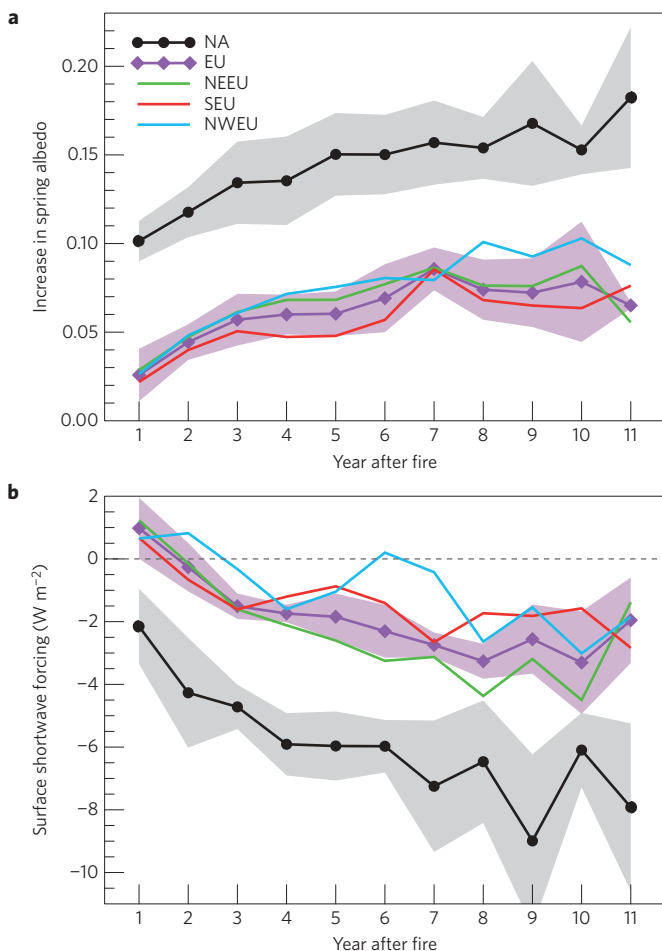 a
NA
EU
NEEU
SEU
NWEU
0.20
0.15
0.10
0.05
0.00
Increase in spring albedo
1 2 3 4 5 6 7 8 9 10 11
Year after fire
b
2
0
−2
−4
−6
−8
−10
Surface shortwave forcing (W m−2)
1 2 3 4 5 6 7 8 9 10 11
Year after fire